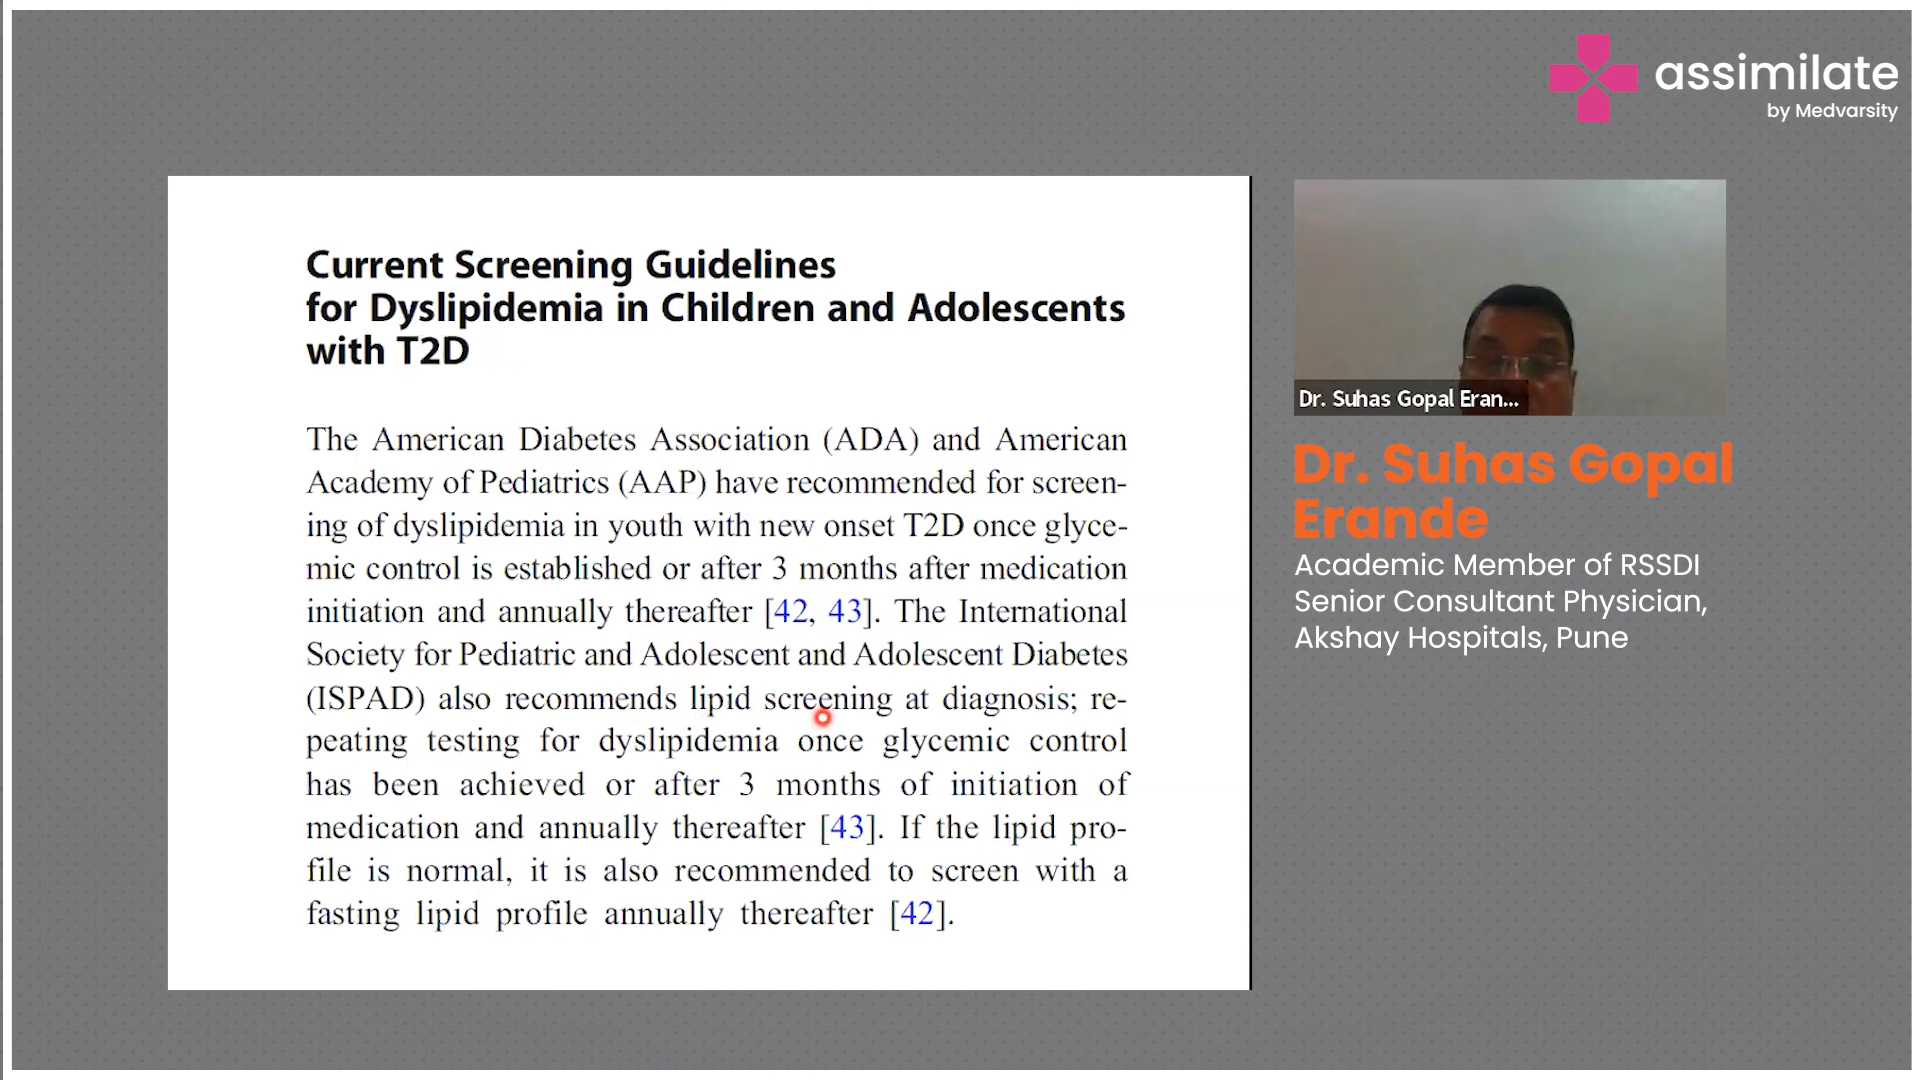 assimilate
by Medvarsity
Current Screening Guidelines
for Dyslipidemia in Children and Adolescents
with T2D
The American Diabetes Association (ADA) and American
Academy of Pediatrics (AAP) have recommended for screen-
ing of dyslipidemia in youth with new onset T2D once glyce-
mic control is established or after 3 months after medication
initiation and annually thereafter [42, 43]. The International
Society for Pediatric and Adolescent and Adolescent Diabetes
(ISPAD) also recommends lipid screening at diagnosis; re-
peating testing for dyslipidemia once glycemic control
has been achieved or after 3 months of initiation of
medication and annually thereafter [43]. If the lipid pro-
file is normal, it is also recommended to screen with a
fasting lipid profile annually thereafter [42].
Dr. Suhas Gopal Eran...
Dr. Suhas Gopal
Erande
Academic Member of RSSDI
Senior Consultant Physician,
Akshay Hospitals, Pune